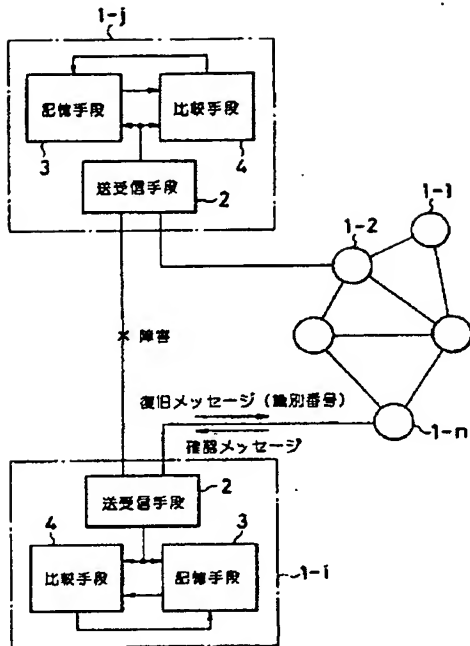 1-j
記憶手段
比較手段
3
4
送受信手段
2
1-1
1-2
× 障害
復旧メッセージ（識別番号）
確認メッセージ
1-n
送受信手段
2
4
3
比較手段
記憶手段
1-i